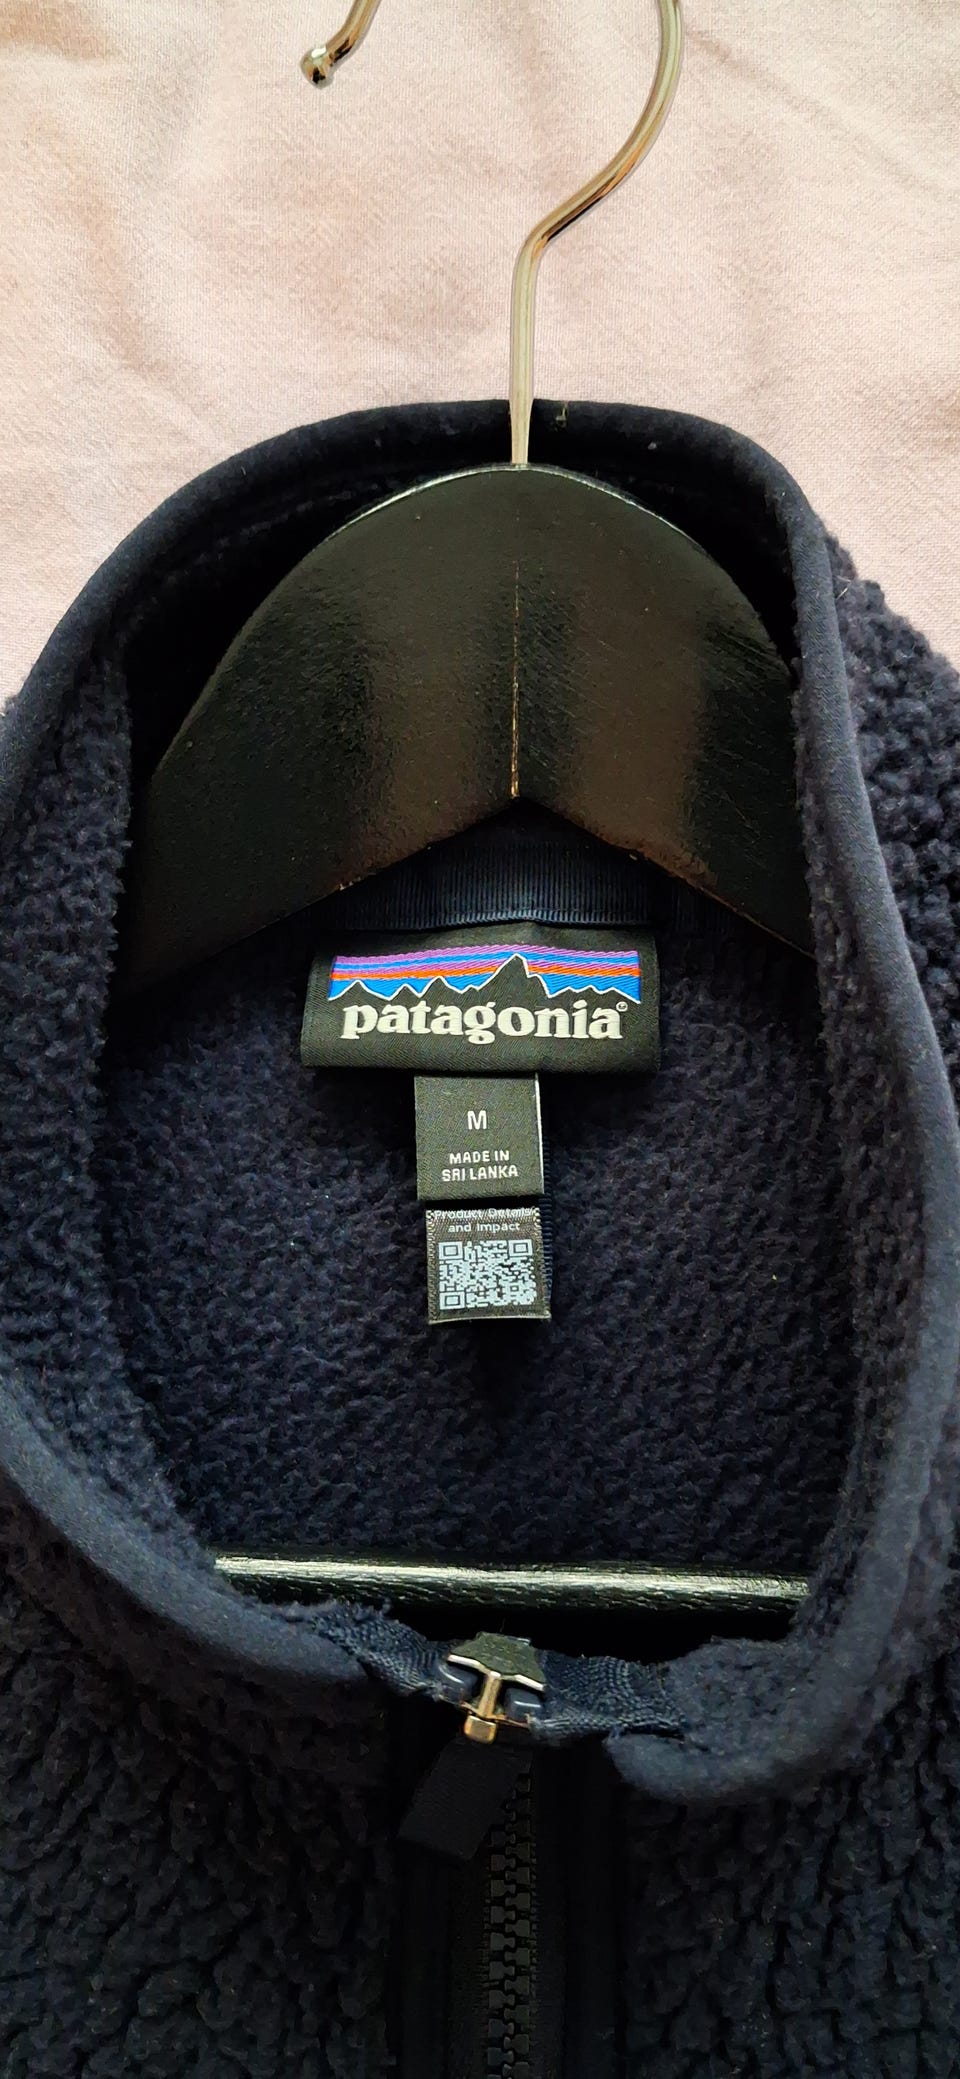 patagonia®
M
MADE IN
SRI LANKA
Product Details
and Impact